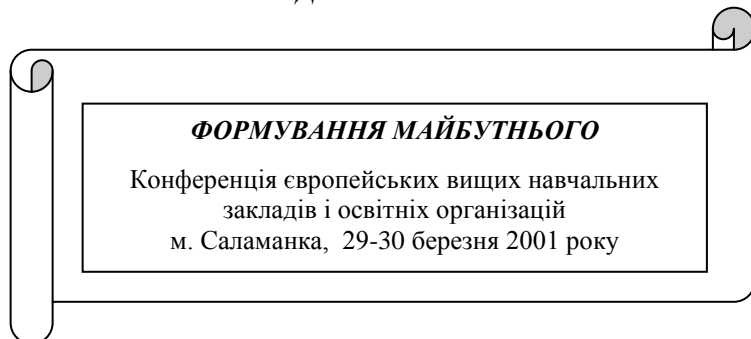 ФОРМУВАННЯ МАЙБУТНЬОГО
Конференція європейських вищих навчальних
закладів і освітніх організацій
м. Саламанка, 29-30 березня 2001 року